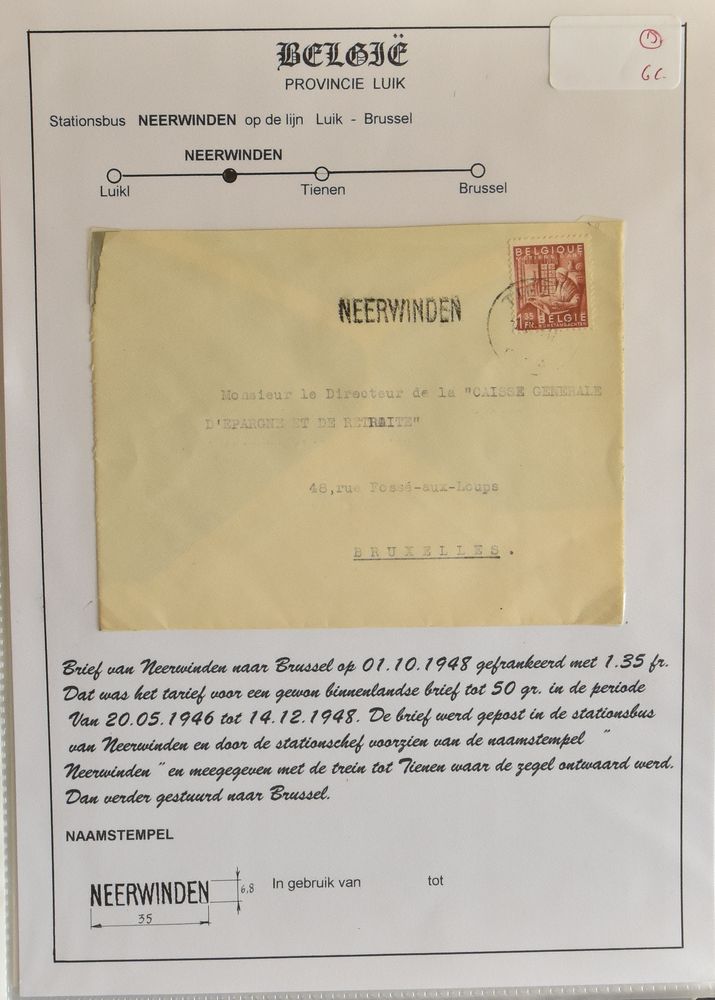 BELGIË
PROVINCIE LUIK
Stationsbus NEERWINDEN op de lijn Luik - Brussel
NEERWINDEN
Luikl Tienen Brussel
6 c.
BELGIQUE
NEERWINDEN
1 35 Fr. BELGIE
Monsieur le Directeur de la "CAISSE GENERALE
D'EPARGNE ET DE RETRAITE"
48,rue Fossé-aux-Loups
BRUXELLES.
Brief van Neerwinden naar Brussel op 01.10.1948 gefrankeerd met 1.35 fr.
Dat was het tarief voor een gewon binnenlandse brief tot 50 gr. in de periode
Van 20.05.1946 tot 14.12.1948. De brief werd gepost in de stationsbus
van Neerwinden en door de stationschef voorzien van de naamstempel "
Neerwinden " en meegegeven met de trein tot Tienen waar de zegel ontwaard werd.
Dan verder gestuurd naar Brussel.
NAAMSTEMPEL
NEERWINDEN 6,8 In gebruik van tot
35